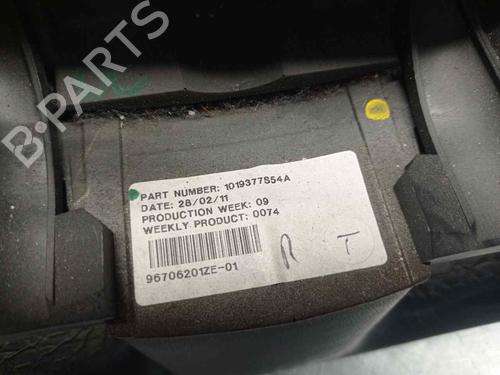 B-PARTS
PART NUMBER: 1019377S54A
DATE: 28/02/11
PRODUCTION WEEK: 09
WEEKLY PRODUCT: 0074
96706201ZE-01
R T